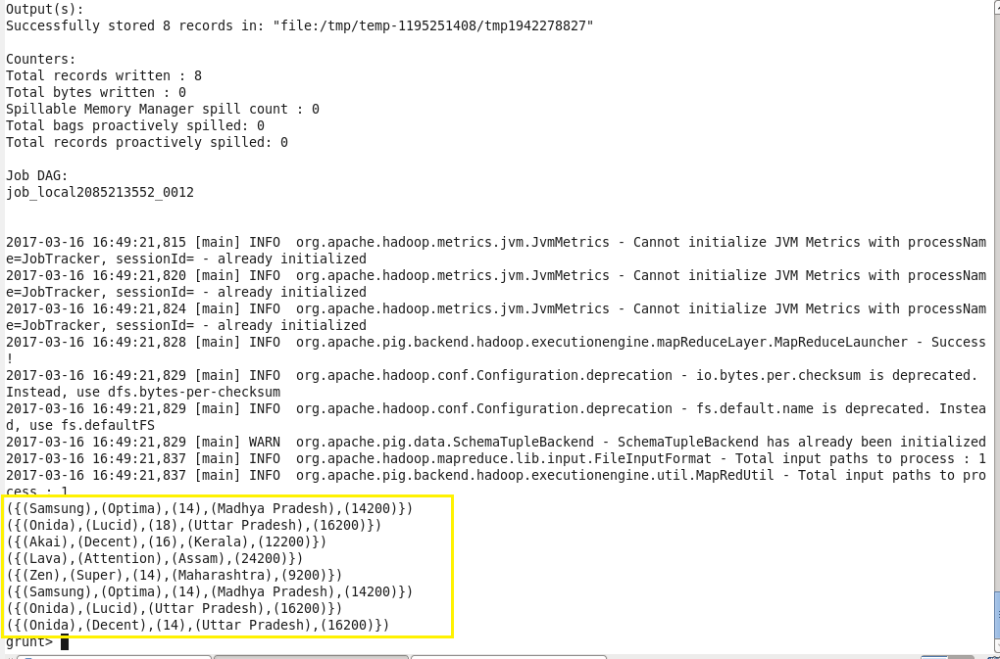 Output(s):
Successfully stored 8 records in: "file:/tmp/temp-1195251408/tmp1942278827"
Counters:
Total records written : 8
Total bytes written : 0
Spillable Memory Manager spill count : 0
Total bags proactively spilled: 0
Total records proactively spilled: 0
Job DAG:
job_local2085213552_0012
2017-03-16 16:49:21,815 [main] INFO  org.apache.hadoop.metrics.jvm.JvmMetrics - Cannot initialize JVM Metrics with processNam
e=JobTracker, sessionId= - already initialized
2017-03-16 16:49:21,820 [main] INFO  org.apache.hadoop.metrics.jvm.JvmMetrics - Cannot initialize JVM Metrics with processNam
e=JobTracker, sessionId= - already initialized
2017-03-16 16:49:21,824 [main] INFO  org.apache.hadoop.metrics.jvm.JvmMetrics - Cannot initialize JVM Metrics with processNam
e=JobTracker, sessionId= - already initialized
2017-03-16 16:49:21,828 [main] INFO  org.apache.pig.backend.hadoop.executionengine.mapReduceLayer.MapReduceLauncher - Success
!
2017-03-16 16:49:21,829 [main] INFO  org.apache.hadoop.conf.Configuration.deprecation - io.bytes.per.checksum is deprecated.
Instead, use dfs.bytes-per-checksum
2017-03-16 16:49:21,829 [main] INFO  org.apache.hadoop.conf.Configuration.deprecation - fs.default.name is deprecated. Instea
d, use fs.defaultFS
2017-03-16 16:49:21,829 [main] WARN  org.apache.pig.data.SchemaTupleBackend - SchemaTupleBackend has already been initialized
2017-03-16 16:49:21,837 [main] INFO  org.apache.hadoop.mapreduce.lib.input.FileInputFormat - Total input paths to process : 1
2017-03-16 16:49:21,837 [main] INFO  org.apache.pig.backend.hadoop.executionengine.util.MapRedUtil - Total input paths to pro
cess : 1
({(Samsung),(Optima),(14),(Madhya Pradesh),(14200)})
({(Onida),(Lucid),(18),(Uttar Pradesh),(16200)})
({(Akai),(Decent),(16),(Kerala),(12200)})
({(Lava),(Attention),(Assam),(24200)})
({(Zen),(Super),(14),(Maharashtra),(9200)})
({(Samsung),(Optima),(14),(Madhya Pradesh),(14200)})
({(Onida),(Lucid),(Uttar Pradesh),(16200)})
({(Onida),(Decent),(14),(Uttar Pradesh),(16200)})
grunt>